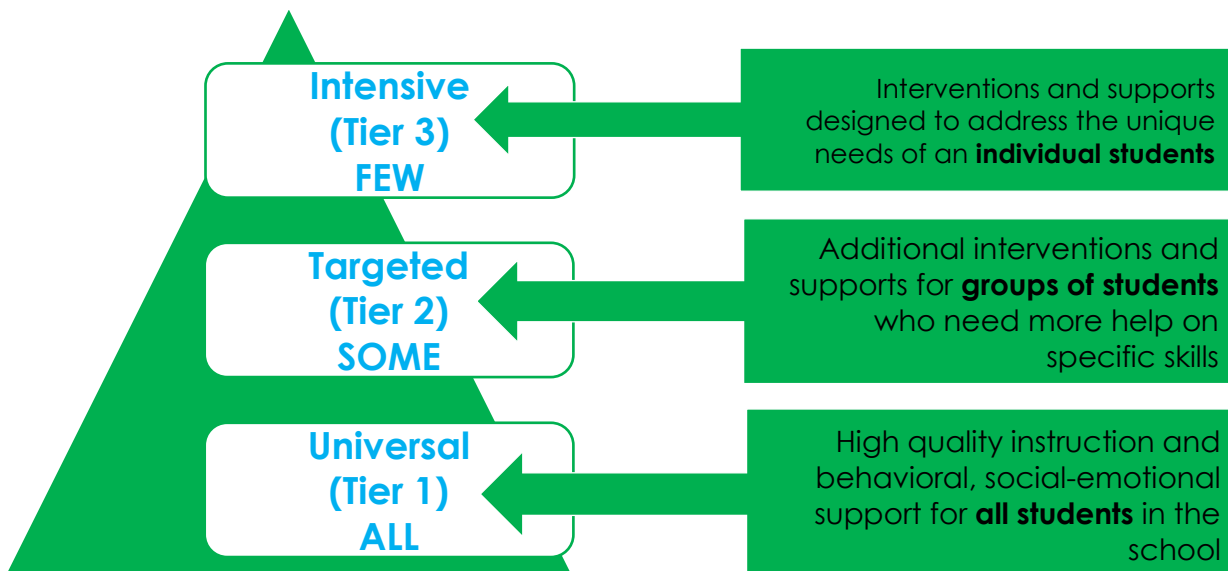 Intensive
(Tier 3)
FEW
Interventions and supports
designed to address the unique
needs of an individual students
Targeted
(Tier 2)
SOME
Additional interventions and
supports for groups of students
who need more help on
specific skills
Universal
(Tier 1)
ALL
High quality instruction and
behavioral, social-emotional
support for all students in the
school